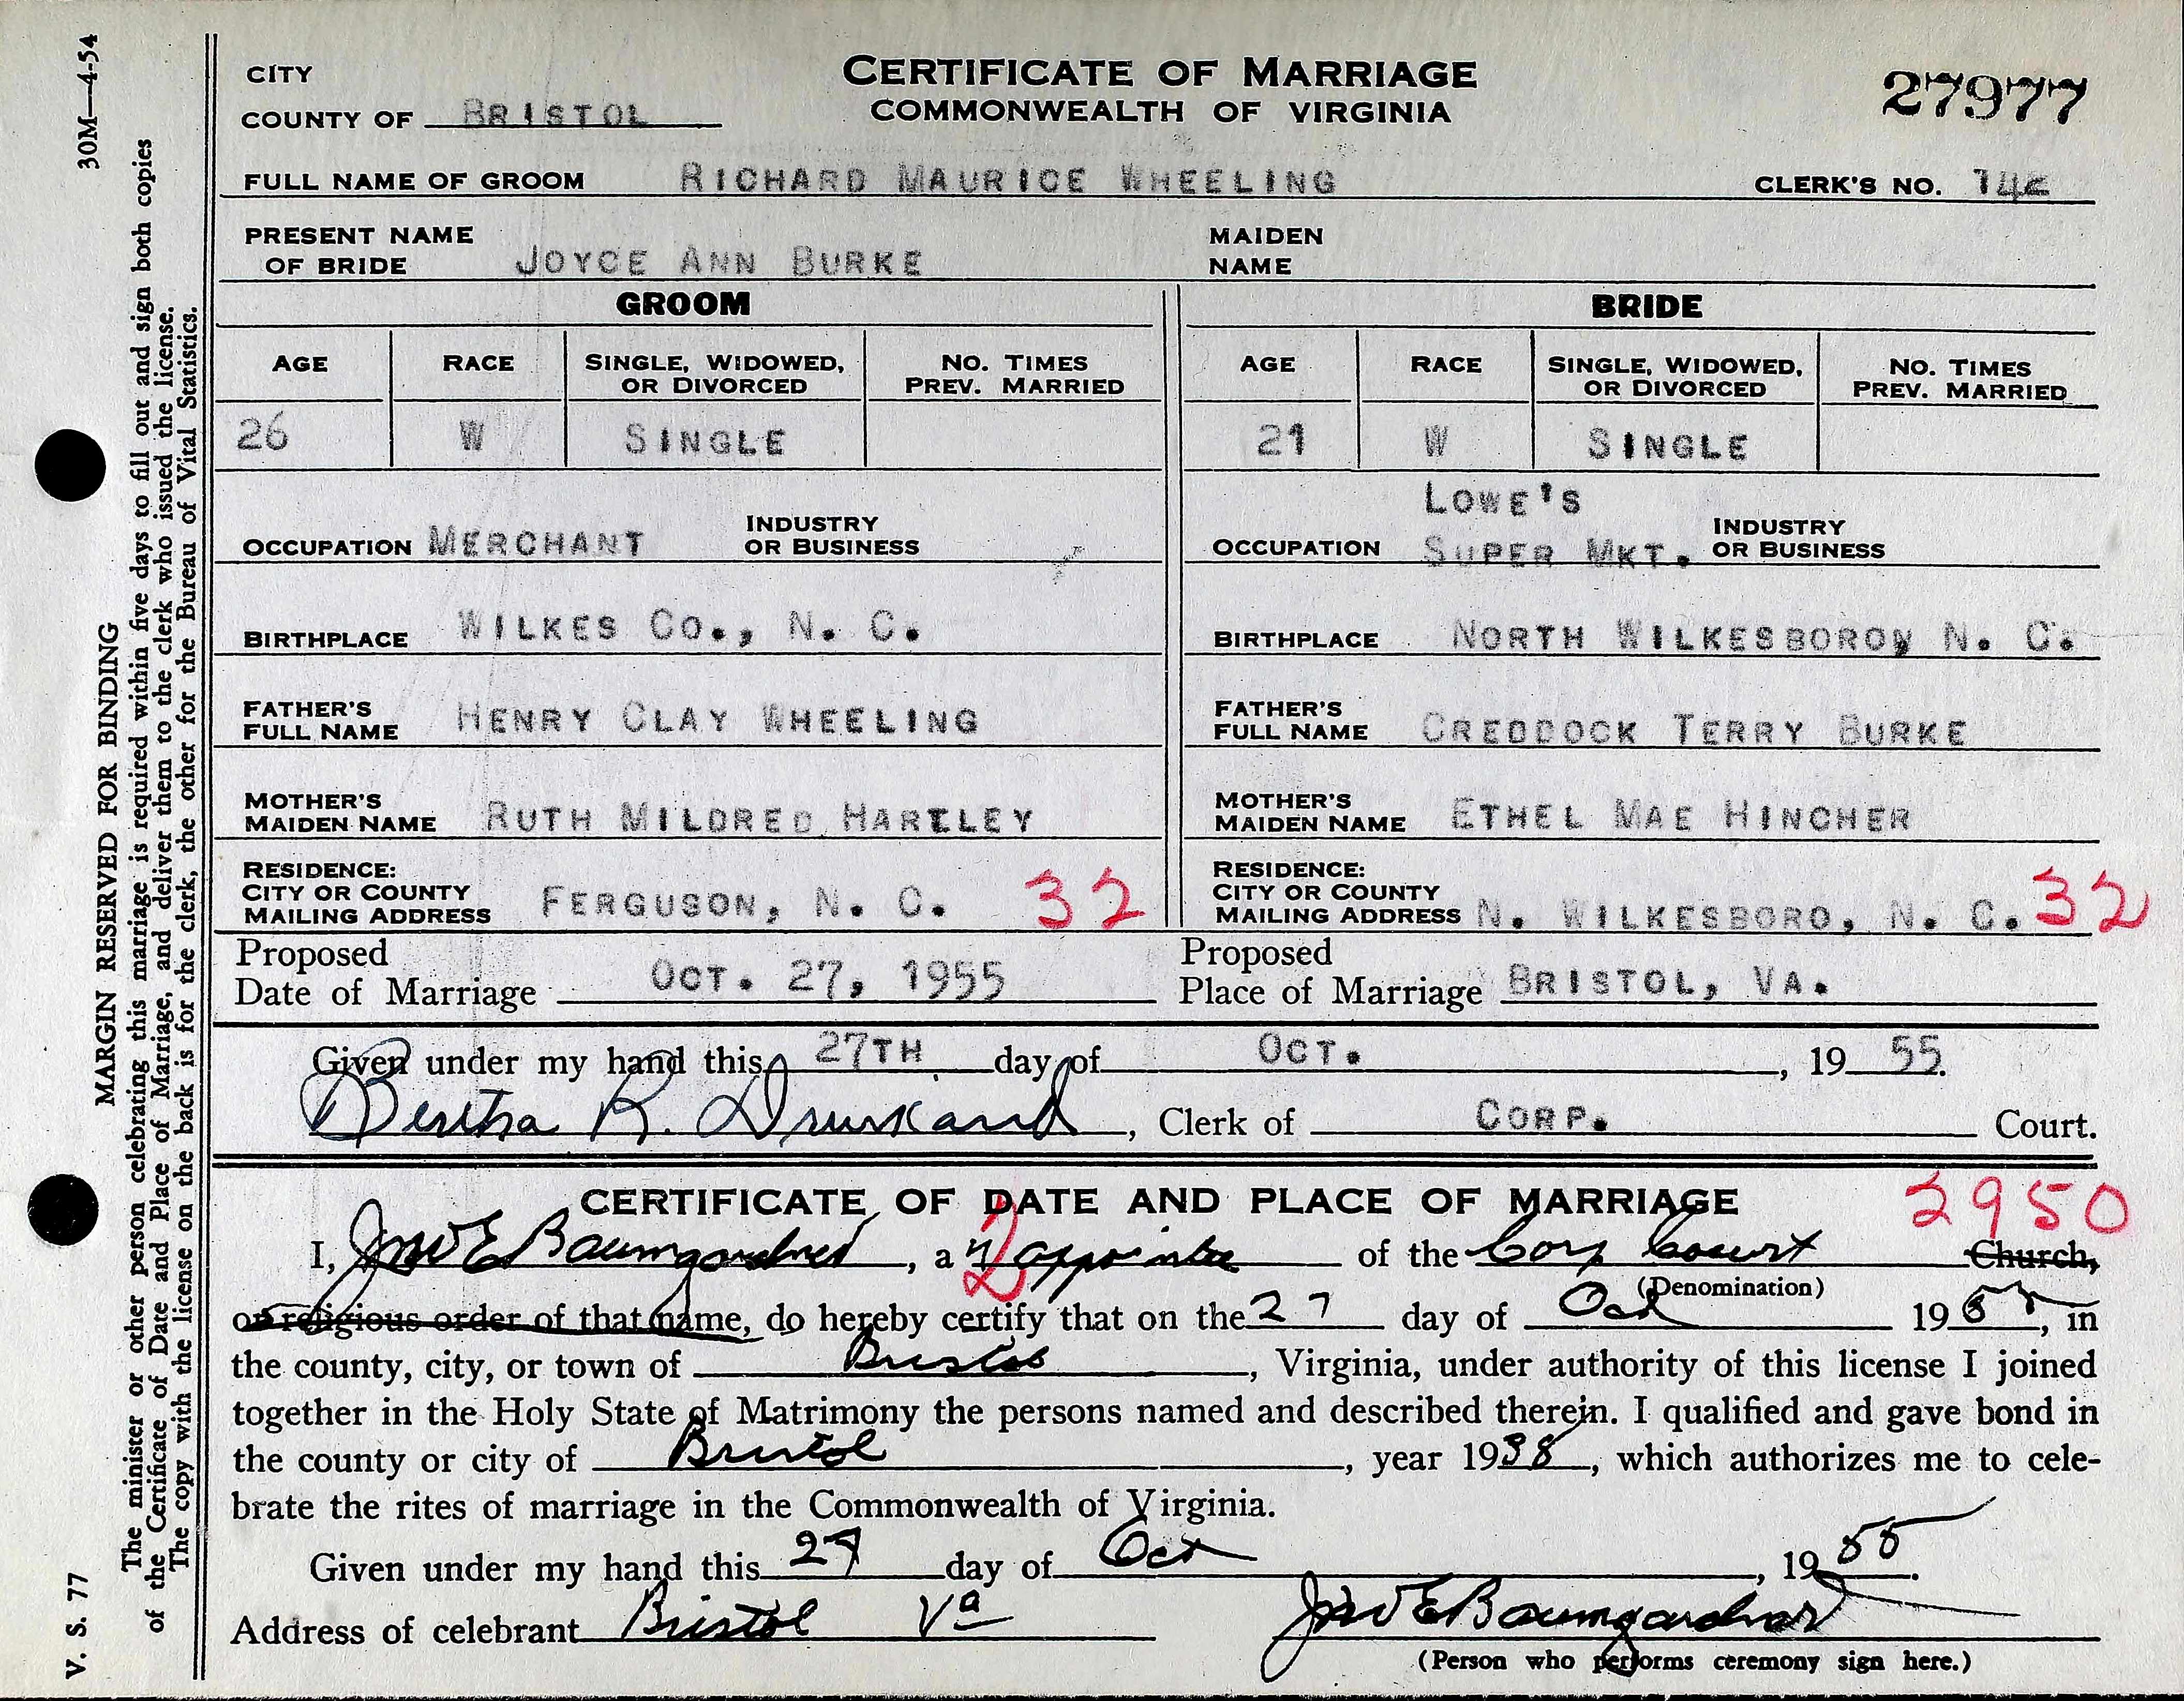 30M—4-54
CITY
COUNTY OF BRISTOL
CERTIFICATE OF MARRIAGE
COMMONWEALTH OF VIRGINIA
27977
FULL NAME OF GROOM RICHARD MAURICE WHEELING
CLERK'S NO.
PRESENT NAME
OF BRIDE JOYCE ANN BURKE
MAIDEN
NAME
GROOM
AGE RACE SINGLE, WIDOWED, OR DIVORCED NO. TIMES PREV. MARRIED
26 W SINGLE
OCCUPATION MERCHANT INDUSTRY OR BUSINESS
BIRTHPLACE WILKES CO., N. C.
FATHER'S FULL NAME HENRY CLAY WHEELING
MOTHER'S MAIDEN NAME RUTH MILDRED HARTLEY
RESIDENCE:
CITY OR COUNTY
MAILING ADDRESS FERGUSON, N. C. 32
BRIDE
AGE RACE SINGLE, WIDOWED, OR DIVORCED NO. TIMES PREV. MARRIED
21 W SINGLE
OCCUPATION LOWE'S SUPER MKT. INDUSTRY OR BUSINESS
BIRTHPLACE NORTH WILKESBORO, N. C.
FATHER'S FULL NAME CREDDOCK TERRY BURKE
MOTHER'S MAIDEN NAME ETHEL MAE HINCHER
RESIDENCE:
CITY OR COUNTY
MAILING ADDRESS N. WILKESBORO, N. C. 32
Proposed
Date of Marriage OCT. 27, 1955
Proposed
Place of Marriage BRISTOL, VA.
Given under my hand this 27TH day of OCT., 19 55.
Bertha R. , Clerk of CORP. Court.
CERTIFICATE OF DATE AND PLACE OF MARRIAGE 2950
I, Jno E Baumgardner, a n appointee of the Corp Court Church,
(Denomination)
or religious order of that name, do hereby certify that on the 27 day of Oct 1955, in
the county, city, or town of Bristol, Virginia, under authority of this license I joined
together in the Holy State of Matrimony the persons named and described therein. I qualified and gave bond in
the county or city of Bristol, year 1938, which authorizes me to cele-
brate the rites of marriage in the Commonwealth of Virginia.
Given under my hand this 27 day of Oct, 19 55.
Address of celebrant Bristol Va Jno E Baumgardner
(Person who performs ceremony sign here.)
MARGIN RESERVED FOR BINDING
The minister or other person celebrating this marriage is required within five days to fill out and sign both copies
of the Certificate of Date and Place of Marriage, and deliver them to the clerk who issued the license.
The copy with the license on the back is for the clerk, the other for the Bureau of Vital Statistics.
V. S. 77
2